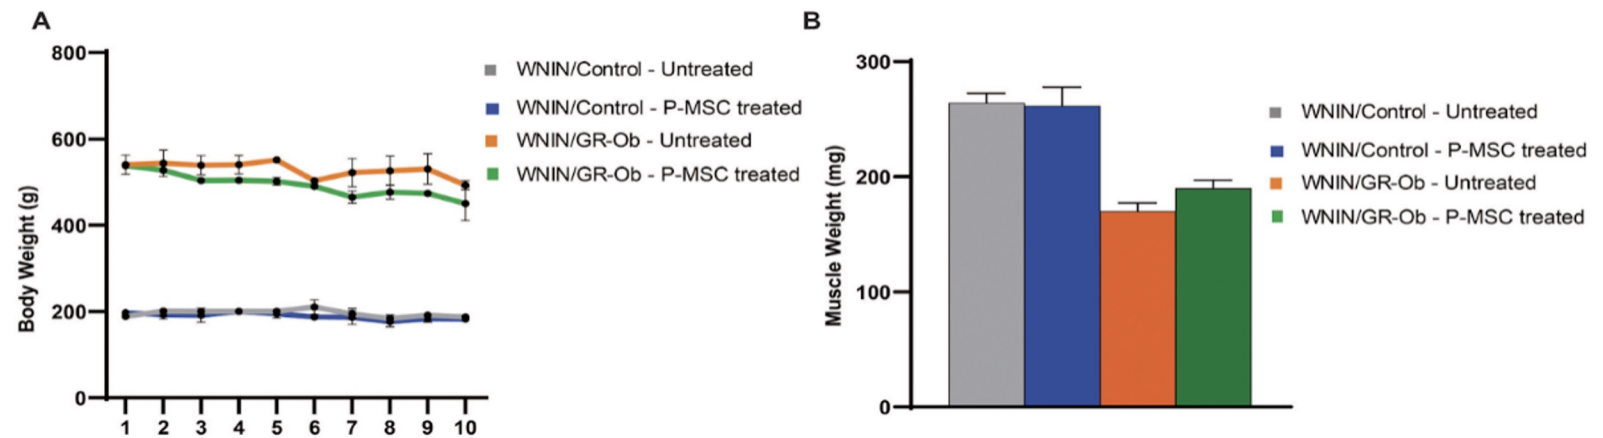 A
800
600
400
200
0
Body Weight (g)
1 2 3 4 5 6 7 8 9 10
WNIN/Control - Untreated
WNIN/Control - P-MSC treated
WNIN/GR-Ob - Untreated
WNIN/GR-Ob - P-MSC treated
B
300
200
100
0
Muscle Weight (mg)
WNIN/Control - Untreated
WNIN/Control - P-MSC treated
WNIN/GR-Ob - Untreated
WNIN/GR-Ob - P-MSC treated